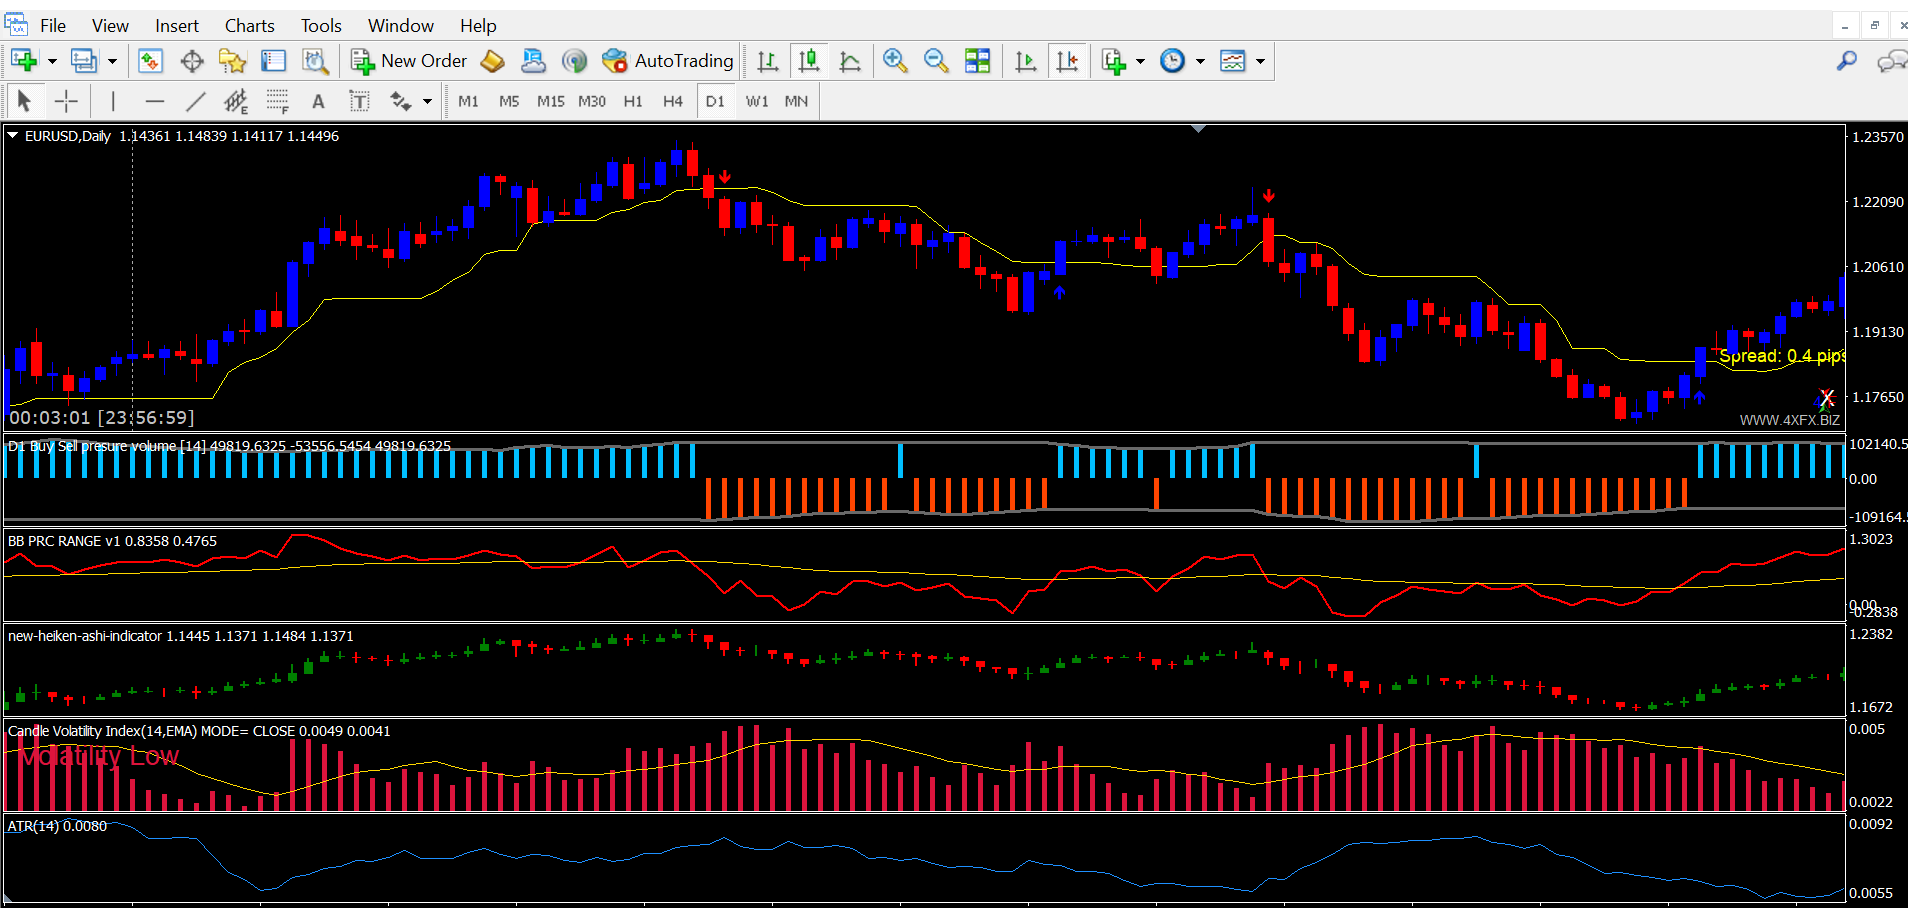 File View Insert Charts Tools Window Help
New Order AutoTrading
A T E F M1 M5 M15 M30 H1 H4 D1 W1 MN
EURUSD,Daily 1.14361 1.14839 1.14117 1.14496
1.23570
1.22090
1.20610
1.19130
Spread: 0.4 pips
1.17650
00:03:01 [23:56:59]
WWW.4XFX.BIZ
D1 Buy Sell presure volume [14] 49819.6325 -53556.5454 49819.6325
102140.5
0.00
-109164.5
BB PRC RANGE v1 0.8358 0.4765
1.3023
0.00
-0.2838
new-heiken-ashi-indicator 1.1445 1.1371 1.1484 1.1371
1.2382
1.1672
Candle Volatility Index(14,EMA) MODE= CLOSE 0.0049 0.0041
0.005
Volatility Low
0.0022
ATR(14) 0.0080
0.0092
0.0055